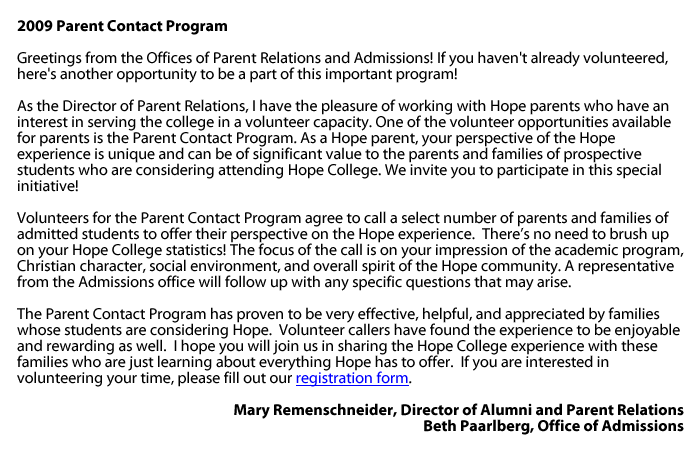 2009 Parent Contact Program
Greetings from the Offices of Parent Relations and Admissions! If you haven't already volunteered,
here's another opportunity to be a part of this important program!
As the Director of Parent Relations, I have the pleasure of working with Hope parents who have an
interest in serving the college in a volunteer capacity. One of the volunteer opportunities available
for parents is the Parent Contact Program. As a Hope parent, your perspective of the Hope
experience is unique and can be of significant value to the parents and families of prospective
students who are considering attending Hope College. We invite you to participate in this special
initiative!
Volunteers for the Parent Contact Program agree to call a select number of parents and families of
admitted students to offer their perspective on the Hope experience.  There’s no need to brush up
on your Hope College statistics! The focus of the call is on your impression of the academic program,
Christian character, social environment, and overall spirit of the Hope community. A representative
from the Admissions office will follow up with any specific questions that may arise.
The Parent Contact Program has proven to be very effective, helpful, and appreciated by families
whose students are considering Hope.  Volunteer callers have found the experience to be enjoyable
and rewarding as well.  I hope you will join us in sharing the Hope College experience with these
families who are just learning about everything Hope has to offer.  If you are interested in
volunteering your time, please fill out our registration form.
Mary Remenschneider, Director of Alumni and Parent Relations
Beth Paarlberg, Office of Admissions